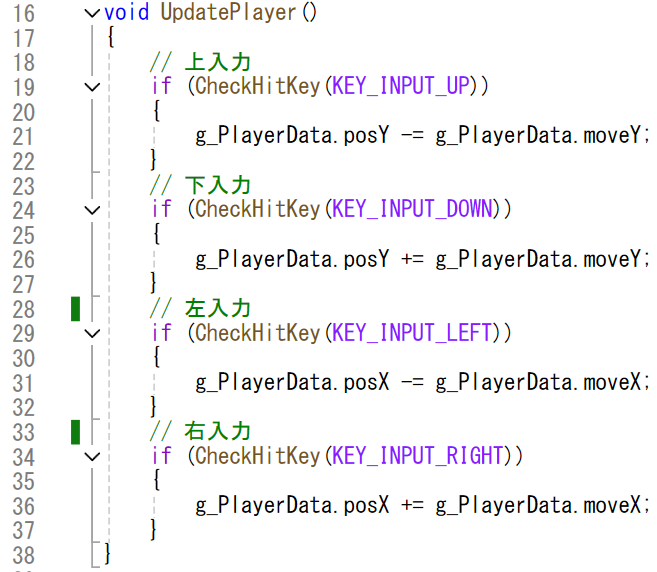 16 void UpdatePlayer()
17 {
18 // 上入力
19 if (CheckHitKey(KEY_INPUT_UP))
20 {
21 g_PlayerData.posY -= g_PlayerData.moveY;
22 }
23 // 下入力
24 if (CheckHitKey(KEY_INPUT_DOWN))
25 {
26 g_PlayerData.posY += g_PlayerData.moveY;
27 }
28 // 左入力
29 if (CheckHitKey(KEY_INPUT_LEFT))
30 {
31 g_PlayerData.posX -= g_PlayerData.moveX;
32 }
33 // 右入力
34 if (CheckHitKey(KEY_INPUT_RIGHT))
35 {
36 g_PlayerData.posX += g_PlayerData.moveX;
37 }
38 }